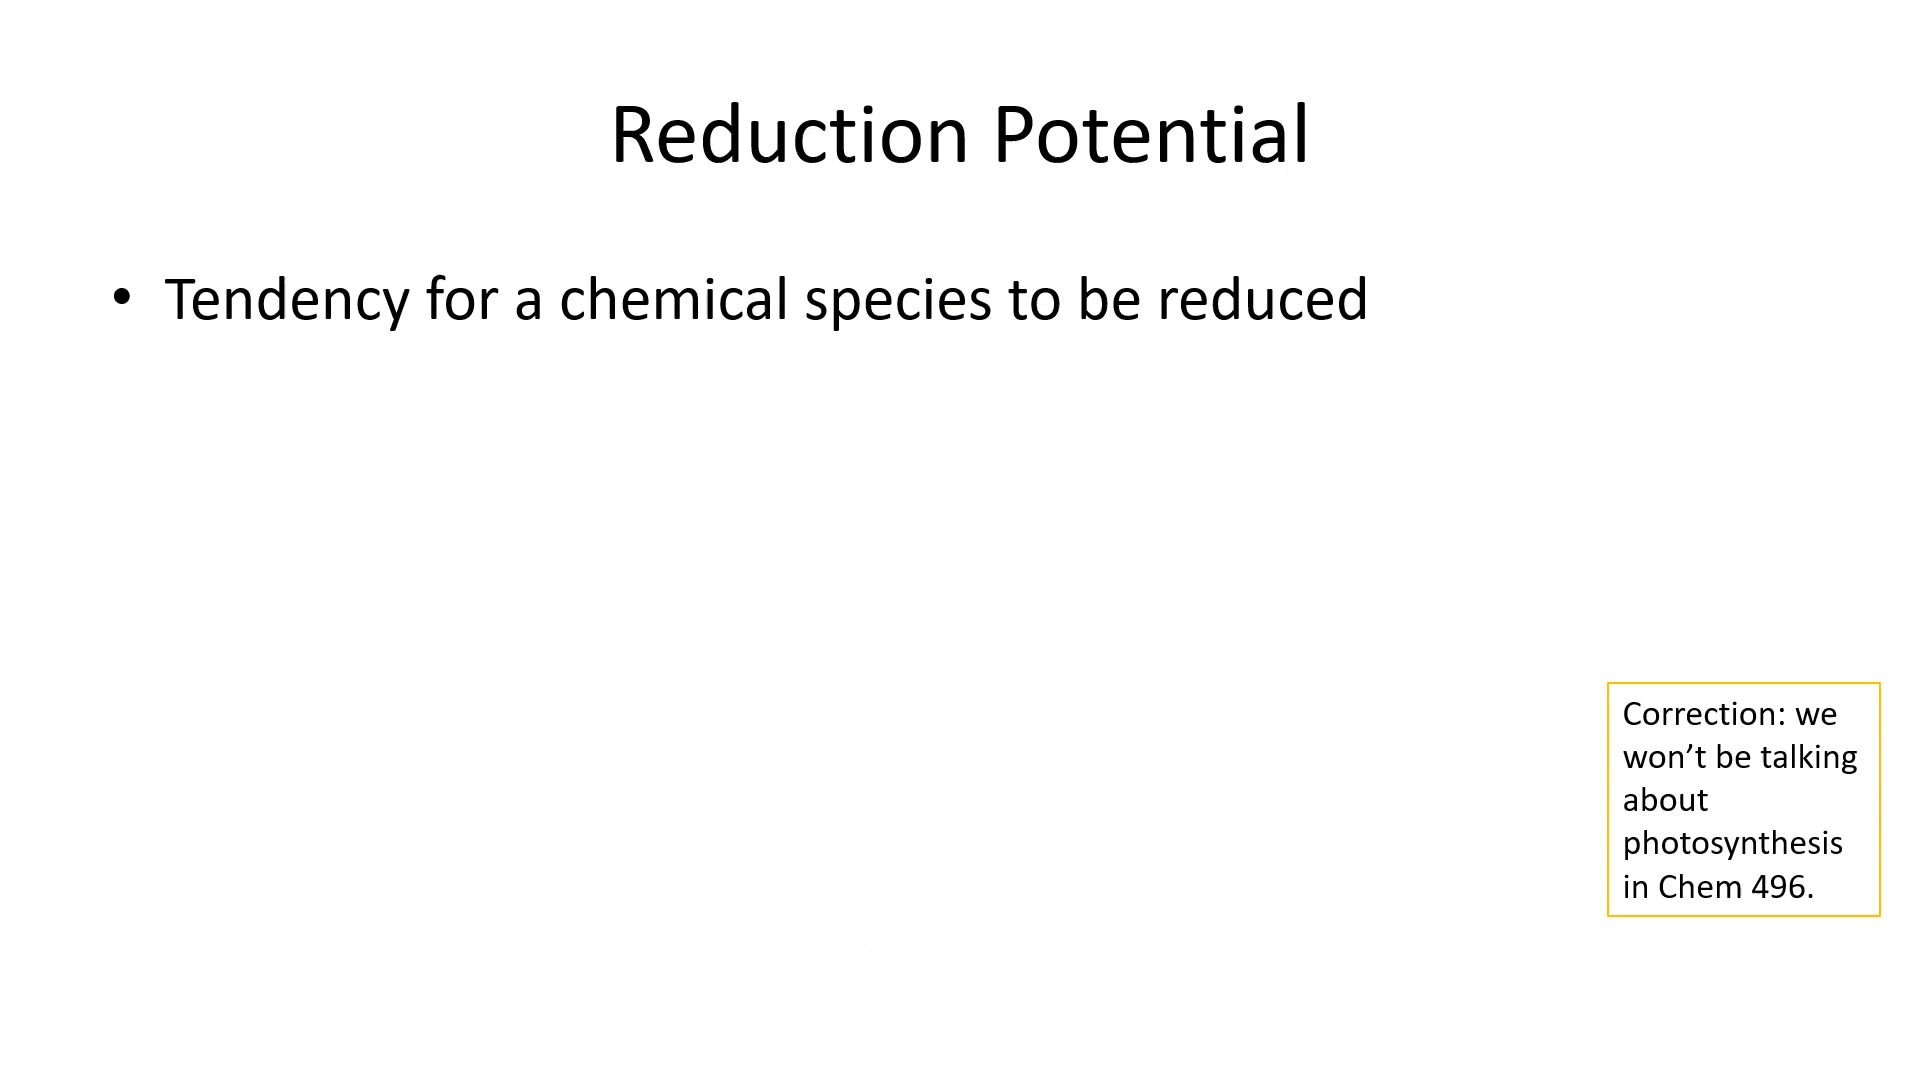 Reduction Potential
• Tendency for a chemical species to be reduced
Correction: we
won’t be talking
about
photosynthesis
in Chem 496.